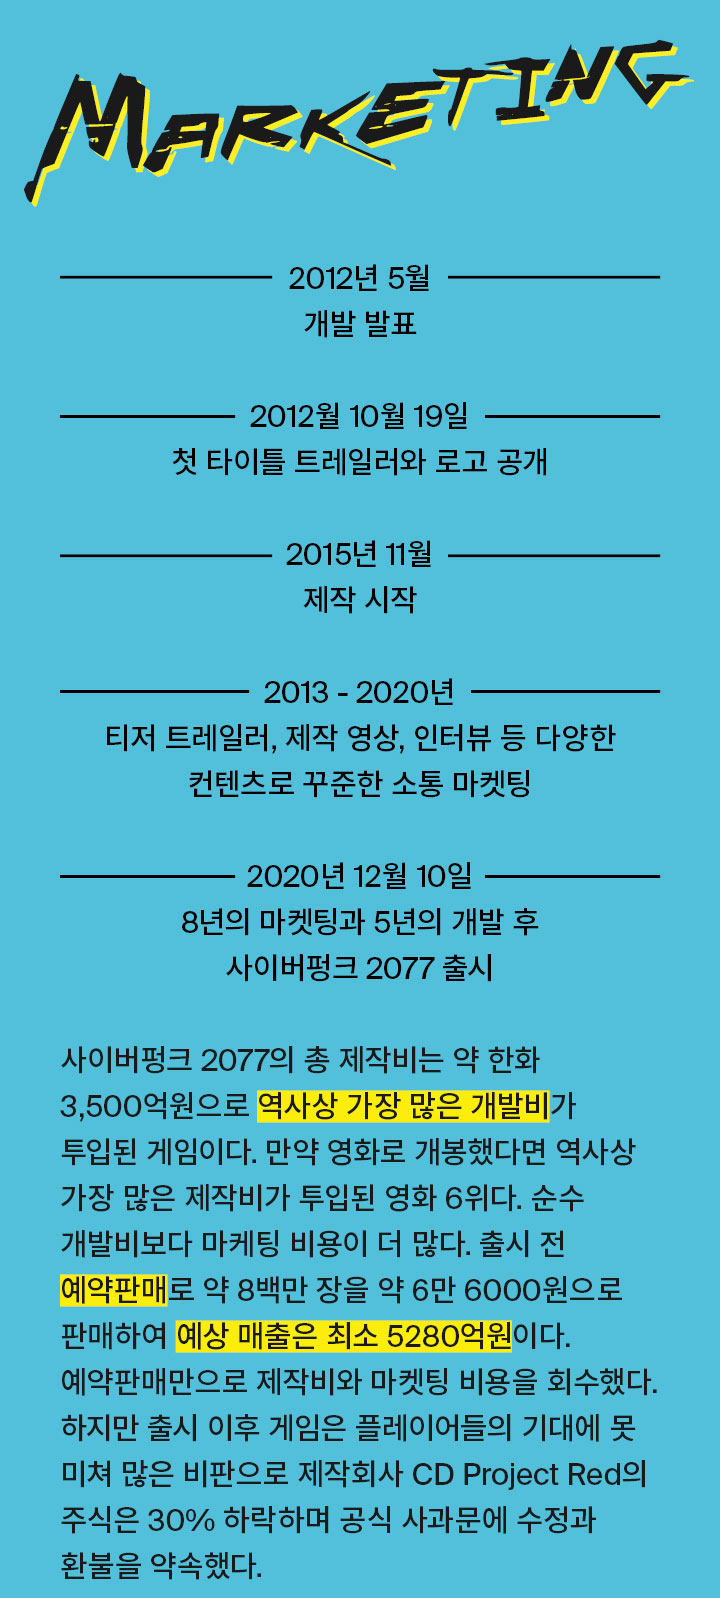 MARKETING
2012년 5월
개발 발표
2012월 10월 19일
첫 타이틀 트레일러와 로고 공개
2015년 11월
제작 시작
2013 - 2020년
티저 트레일러, 제작 영상, 인터뷰 등 다양한
컨텐츠로 꾸준한 소통 마켓팅
2020년 12월 10일
8년의 마켓팅과 5년의 개발 후
사이버펑크 2077 출시
사이버펑크 2077의 총 제작비는 약 한화
3,500억원으로 역사상 가장 많은 개발비가
투입된 게임이다. 만약 영화로 개봉했다면 역사상
가장 많은 제작비가 투입된 영화 6위다. 순수
개발비보다 마케팅 비용이 더 많다. 출시 전
예약판매로 약 8백만 장을 약 6만 6000원으로
판매하여 예상 매출은 최소 5280억원이다.
예약판매만으로 제작비와 마켓팅 비용을 회수했다.
하지만 출시 이후 게임은 플레이어들의 기대에 못
미쳐 많은 비판으로 제작회사 CD Project Red의
주식은 30% 하락하며 공식 사과문에 수정과
환불을 약속했다.